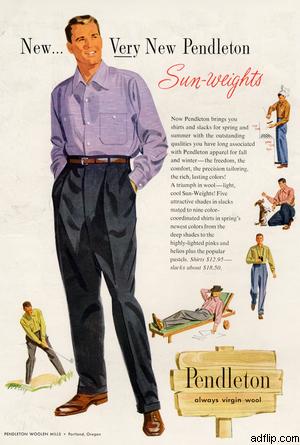 New... Very New Pendleton
Sun-weights
Now Pendleton brings you
shirts and slacks for spring and
summer with the outstanding
qualities you have long associated
with Pendleton apparel for fall
and winter—the freedom, the
comfort, the precision tailoring,
the rich, lasting colors!
A triumph in wool—light,
cool Sun-Weights! Five
attractive shades in slacks
mated to nine color-
coordinated shirts in spring's
newest colors from the
deep shades to the
highly-lighted pinks and
helios plus the popular
pastels. Shirts $12.95—
slacks about $18.50.
Pendleton
always virgin wool
PENDLETON WOOLEN MILLS • Portland, Oregon
adflip.com